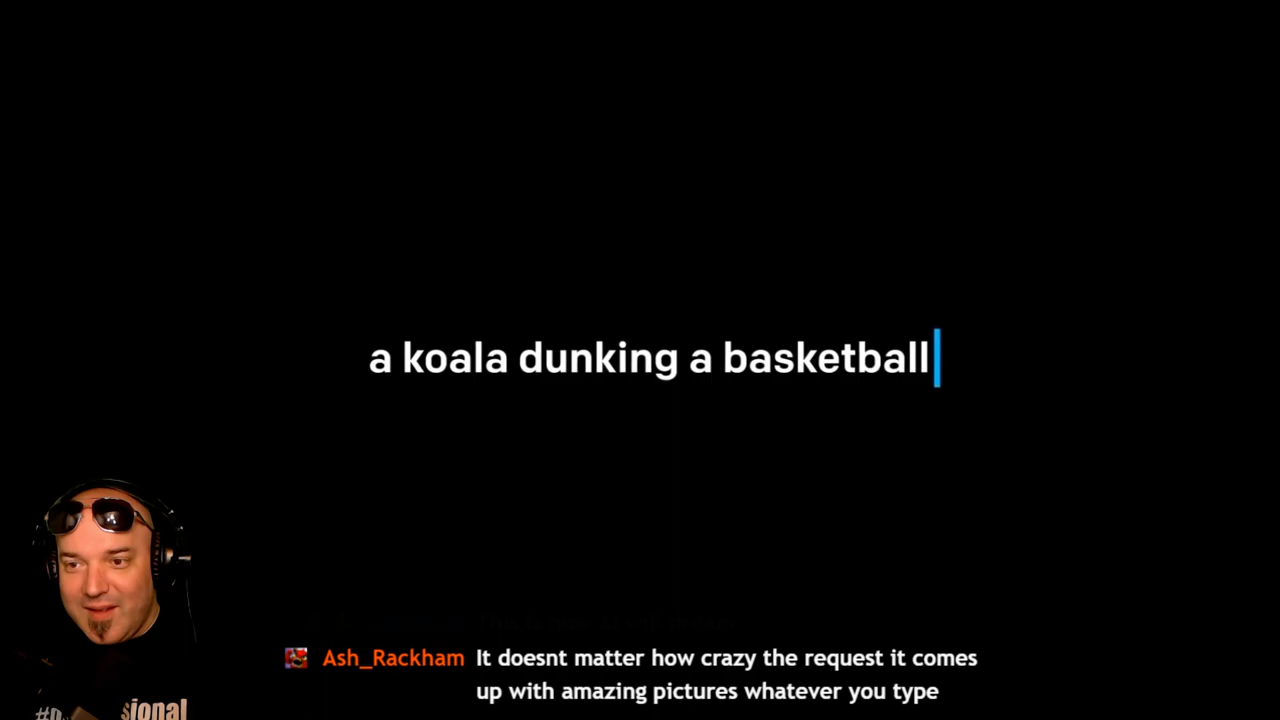 a koala dunking a basketball
Ash_Rackham It doesnt matter how crazy the request it comes
up with amazing pictures whatever you type
sional